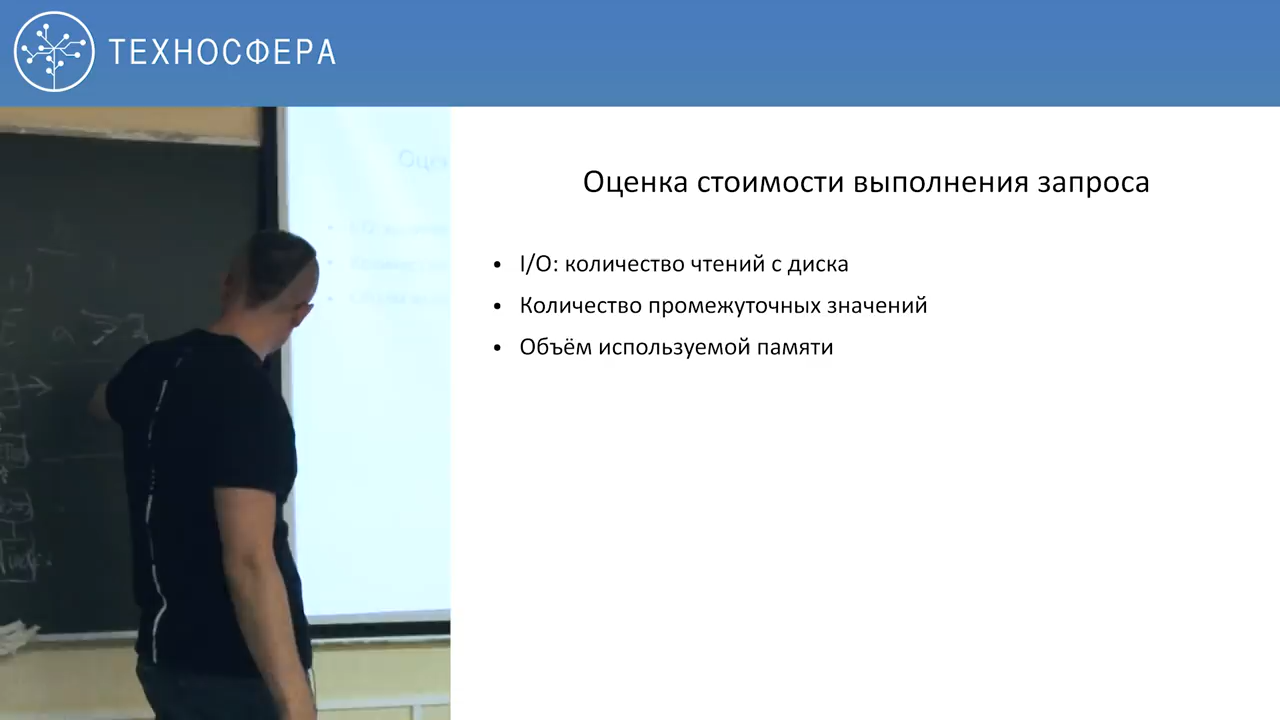 ТЕХНОСФЕРА
Оценка стоимости выполнения запроса
• I/O: количество чтений с диска
• Количество промежуточных значений
• Объём используемой памяти